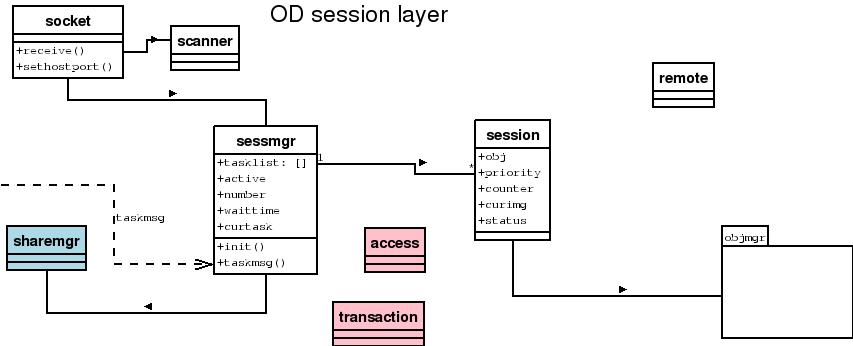 OD session layer
socket
+receive()
+sethostport()
scanner
remote
sessmgr
+tasklist: []
+active
+number
+waittime
+curtask
+init()
+taskmsg()
1
*
session
+obj
+priority
+counter
+curimg
+status
taskmsg
sharemgr
access
transaction
objmgr